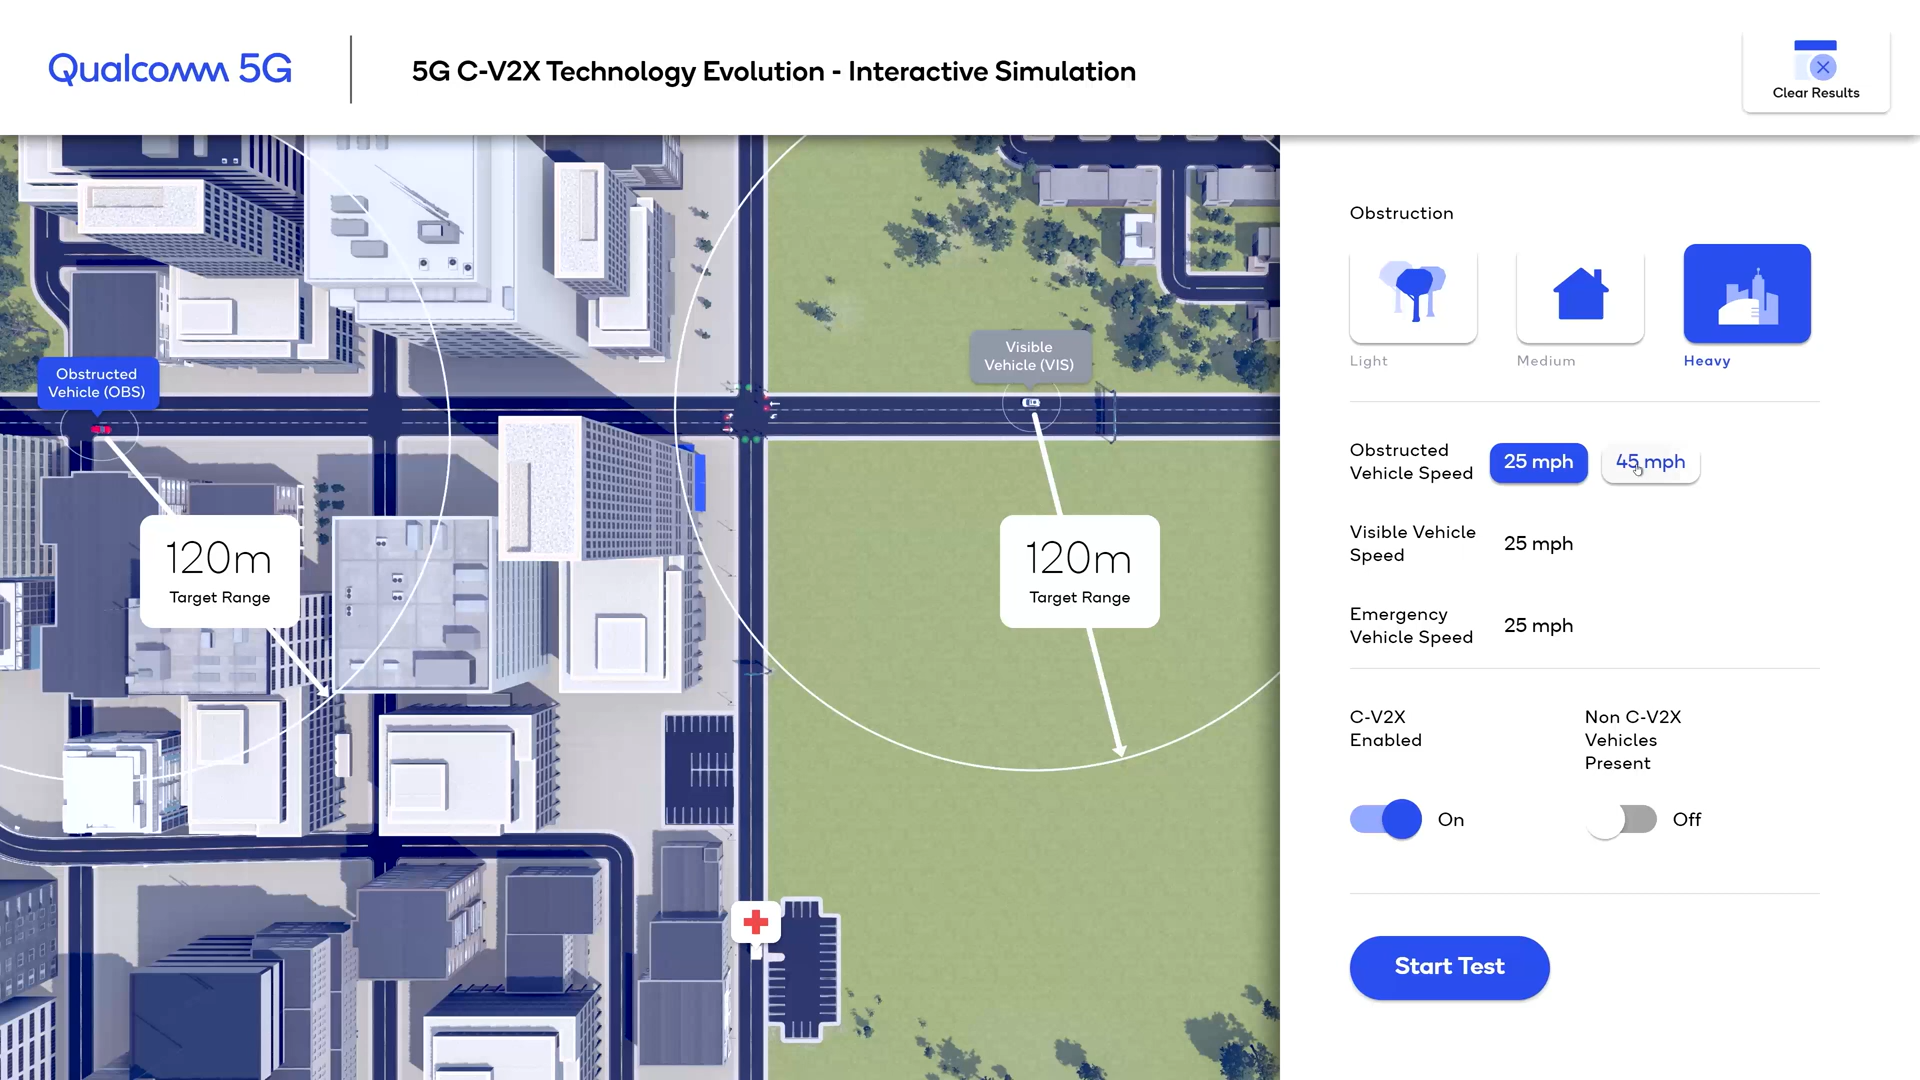 Qualcomm 5G
5G C-V2X Technology Evolution - Interactive Simulation
Clear Results
Obstructed
Vehicle (OBS)
Visible
Vehicle (VIS)
120m
Target Range
120m
Target Range
Obstruction
Light
Medium
Heavy
Obstructed
Vehicle Speed
25 mph
45 mph
Visible Vehicle
Speed
25 mph
Emergency
Vehicle Speed
25 mph
C-V2X
Enabled
Non C-V2X
Vehicles
Present
On
Off
Start Test